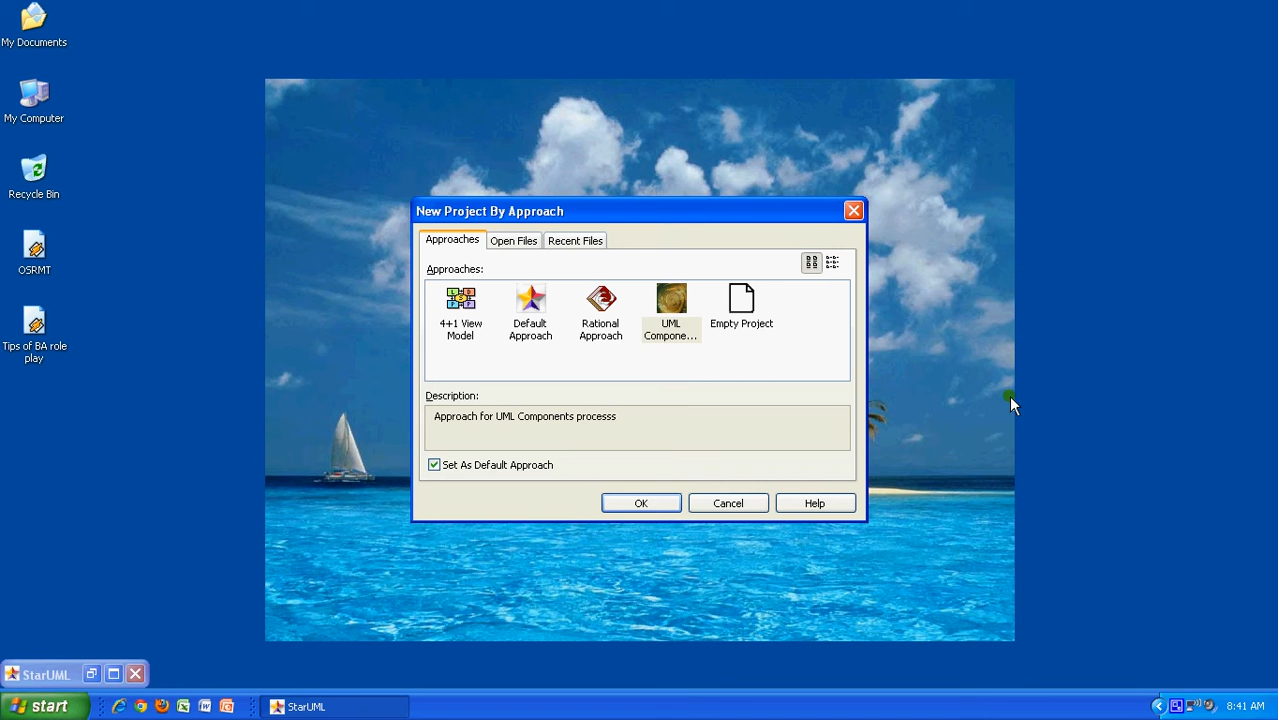 My Documents
My Computer
Recycle Bin
OSRMT
Tips of BA role
play
New Project By Approach
Approaches
Open Files
Recent Files
Approaches:
4+1 View
Model
Default
Approach
Rational
Approach
UML
Compone...
Empty Project
Description:
Approach for UML Components processs
Set As Default Approach
OK
Cancel
Help
StarUML
start
StarUML
8:41 AM